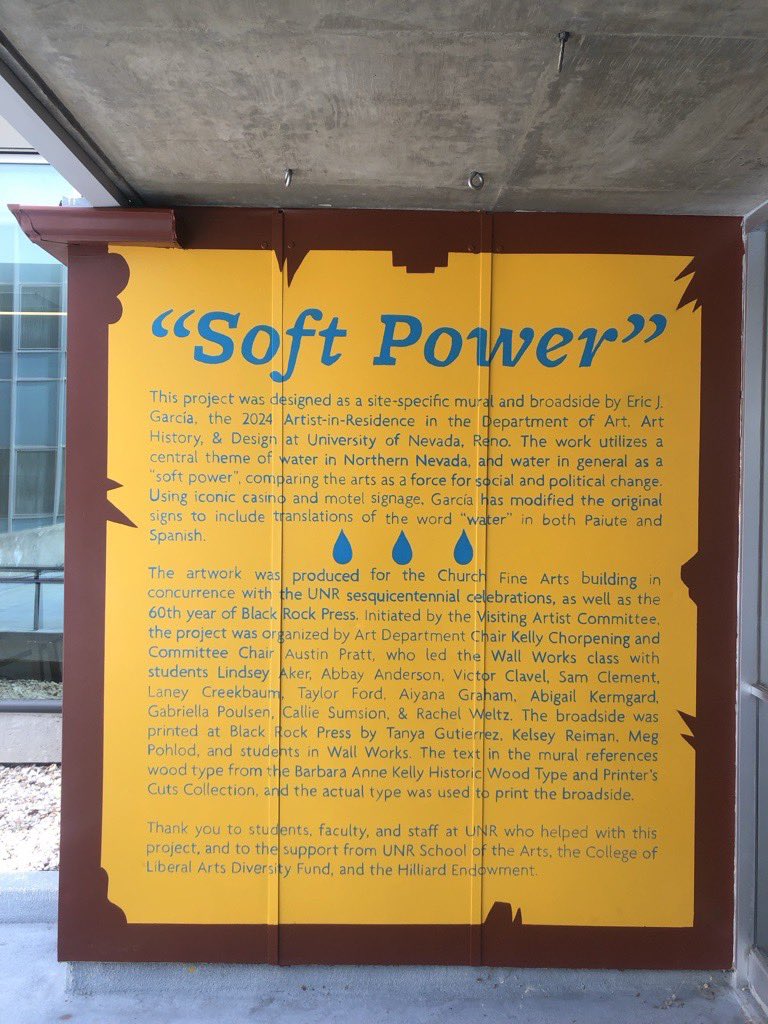 “Soft Power”
This project was designed as a site-specific mural and broadside by Eric J.
García, the 2024 Artist-in-Residence in the Department of Art, Art
History, & Design at University of Nevada, Reno. The work utilizes a
central theme of water in Northern Nevada, and water in general as a
“soft power”, comparing the arts as a force for social and political change.
Using iconic casino and motel signage, García has modified the original
signs to include translations of the word “water” in both Paiute and
Spanish.
The artwork was produced for the Church Fine Arts building in
concurrence with the UNR sesquicentennial celebrations, as well as the
60th year of Black Rock Press. Initiated by the Visiting Artist Committee,
the project was organized by Art Department Chair Kelly Chorpening and
Committee Chair Austin Pratt, who led the Wall Works class with
students Lindsey Aker, Abbay Anderson, Victor Clavel, Sam Clement,
Laney Creekbaum, Taylor Ford, Aiyana Graham, Abigail Kermgard,
Gabriella Poulsen, Callie Sumsion, & Rachel Weltz. The broadside was
printed at Black Rock Press by Tanya Gutierrez, Kelsey Reiman, Meg
Pohlod, and students in Wall Works. The text in the mural references
wood type from the Barbara Anne Kelly Historic Wood Type and Printer's
Cuts Collection, and the actual type was used to print the broadside.
Thank you to students, faculty, and staff at UNR who helped with this
project, and to the support from UNR School of the Arts, the College of
Liberal Arts Diversity Fund, and the Hilliard Endowment.